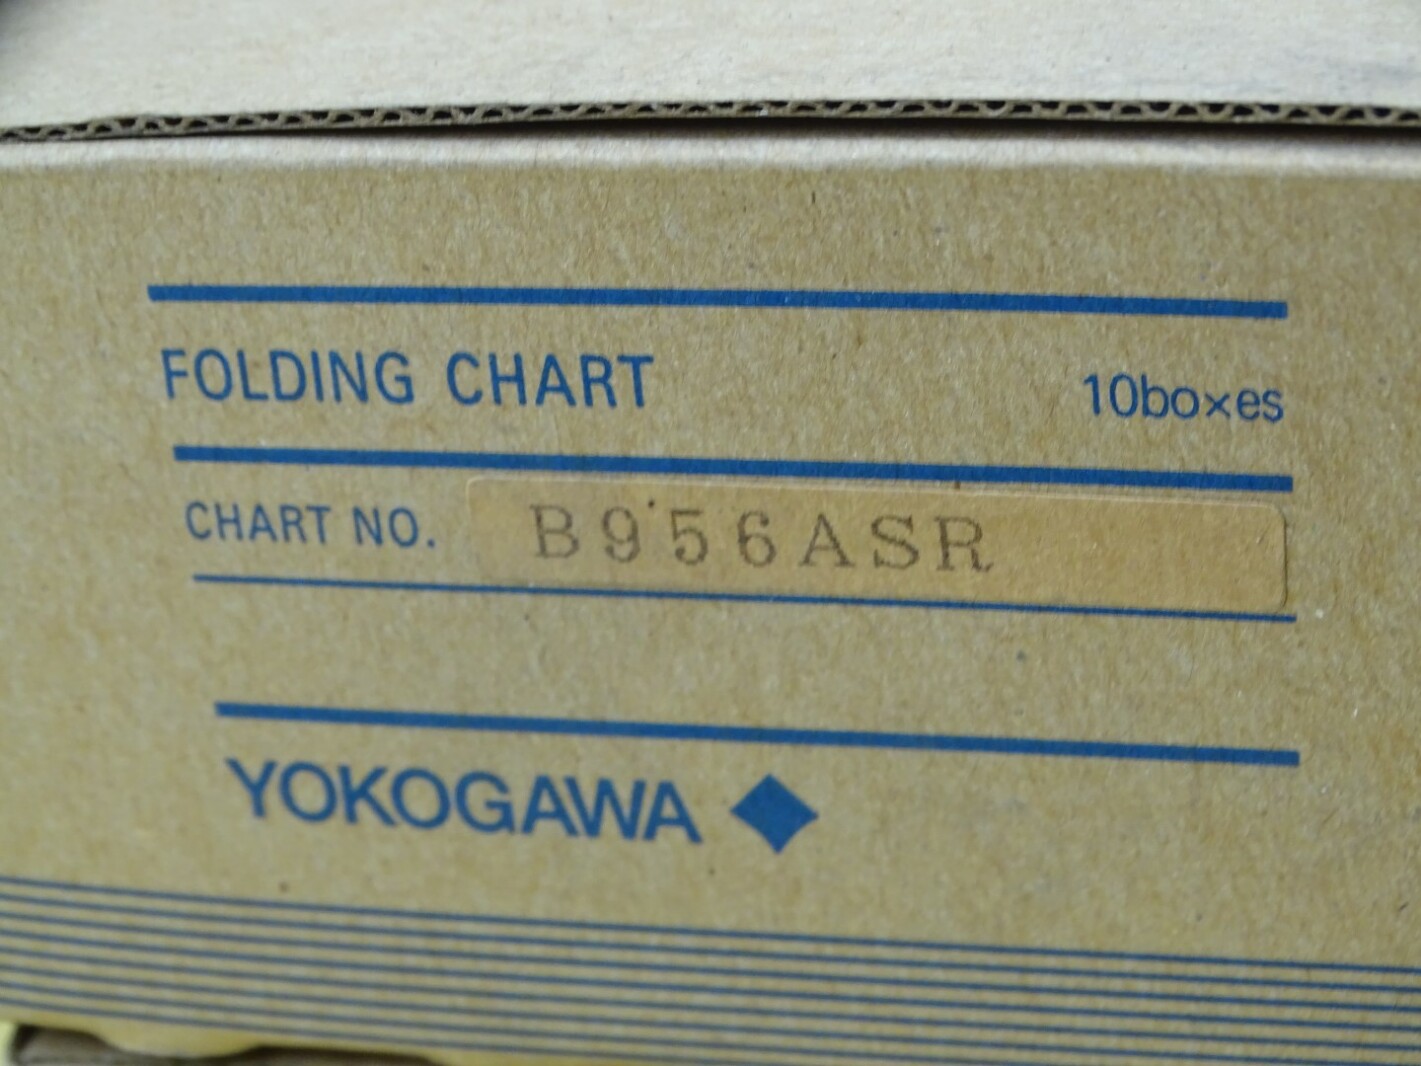 FOLDING CHART 10boxes
CHART NO. B956ASR
YOKOGAWA